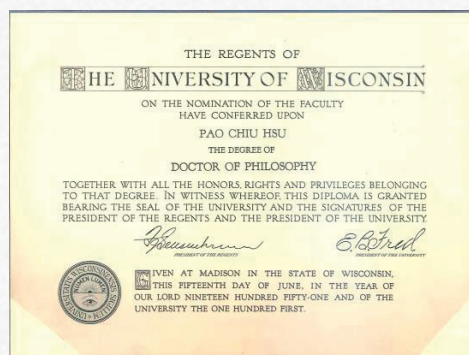 THE REGENTS OF
THE UNIVERSITY OF WISCONSIN
ON THE NOMINATION OF THE FACULTY
HAVE CONFERRED UPON
PAO CHIU HSU
THE DEGREE OF
DOCTOR OF PHILOSOPHY
TOGETHER WITH ALL THE HONORS, RIGHTS AND PRIVILEGES BELONGING
TO THAT DEGREE. IN WITNESS WHEREOF, THIS DIPLOMA IS GRANTED
BEARING THE SEAL OF THE UNIVERSITY AND THE SIGNATURES OF THE
PRESIDENT OF THE REGENTS AND THE PRESIDENT OF THE UNIVERSITY.
E.B. Fred
PRESIDENT OF THE REGENTS PRESIDENT OF THE UNIVERSITY
GIVEN AT MADISON IN THE STATE OF WISCONSIN,
THIS FIFTEENTH DAY OF JUNE, IN THE YEAR OF
OUR LORD NINETEEN HUNDRED FIFTY-ONE AND OF
THE UNIVERSITY THE ONE HUNDRED FIRST.
NUMEN LUMEN